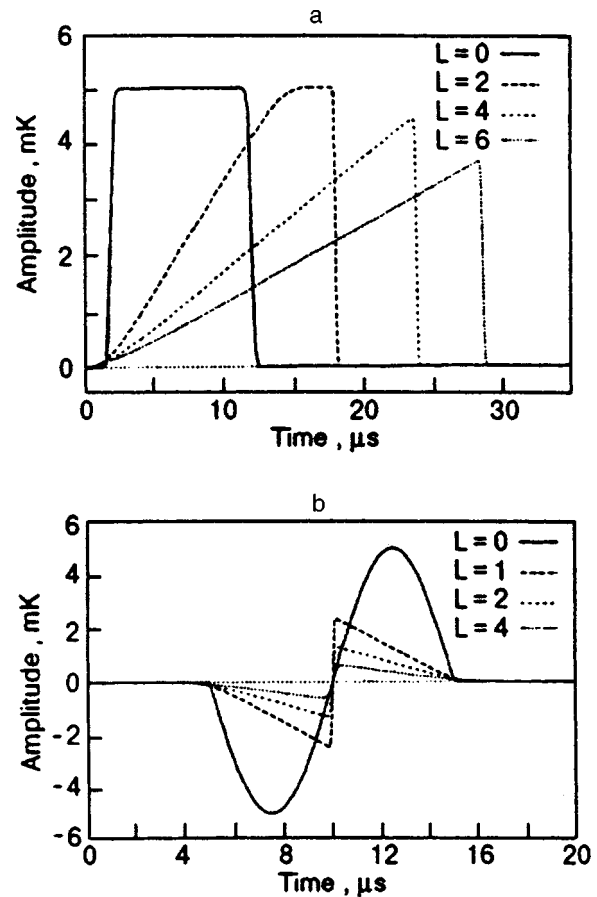 a
6
4
2
0
Amplitude , mK
L=0
L=2
L=4
L=6
0 10 20 30
Time , μs
b
6
4
2
0
-2
-4
-6
Amplitude, mK
L=0
L=1
L=2
L=4
0 4 8 12 16 20
Time , μs